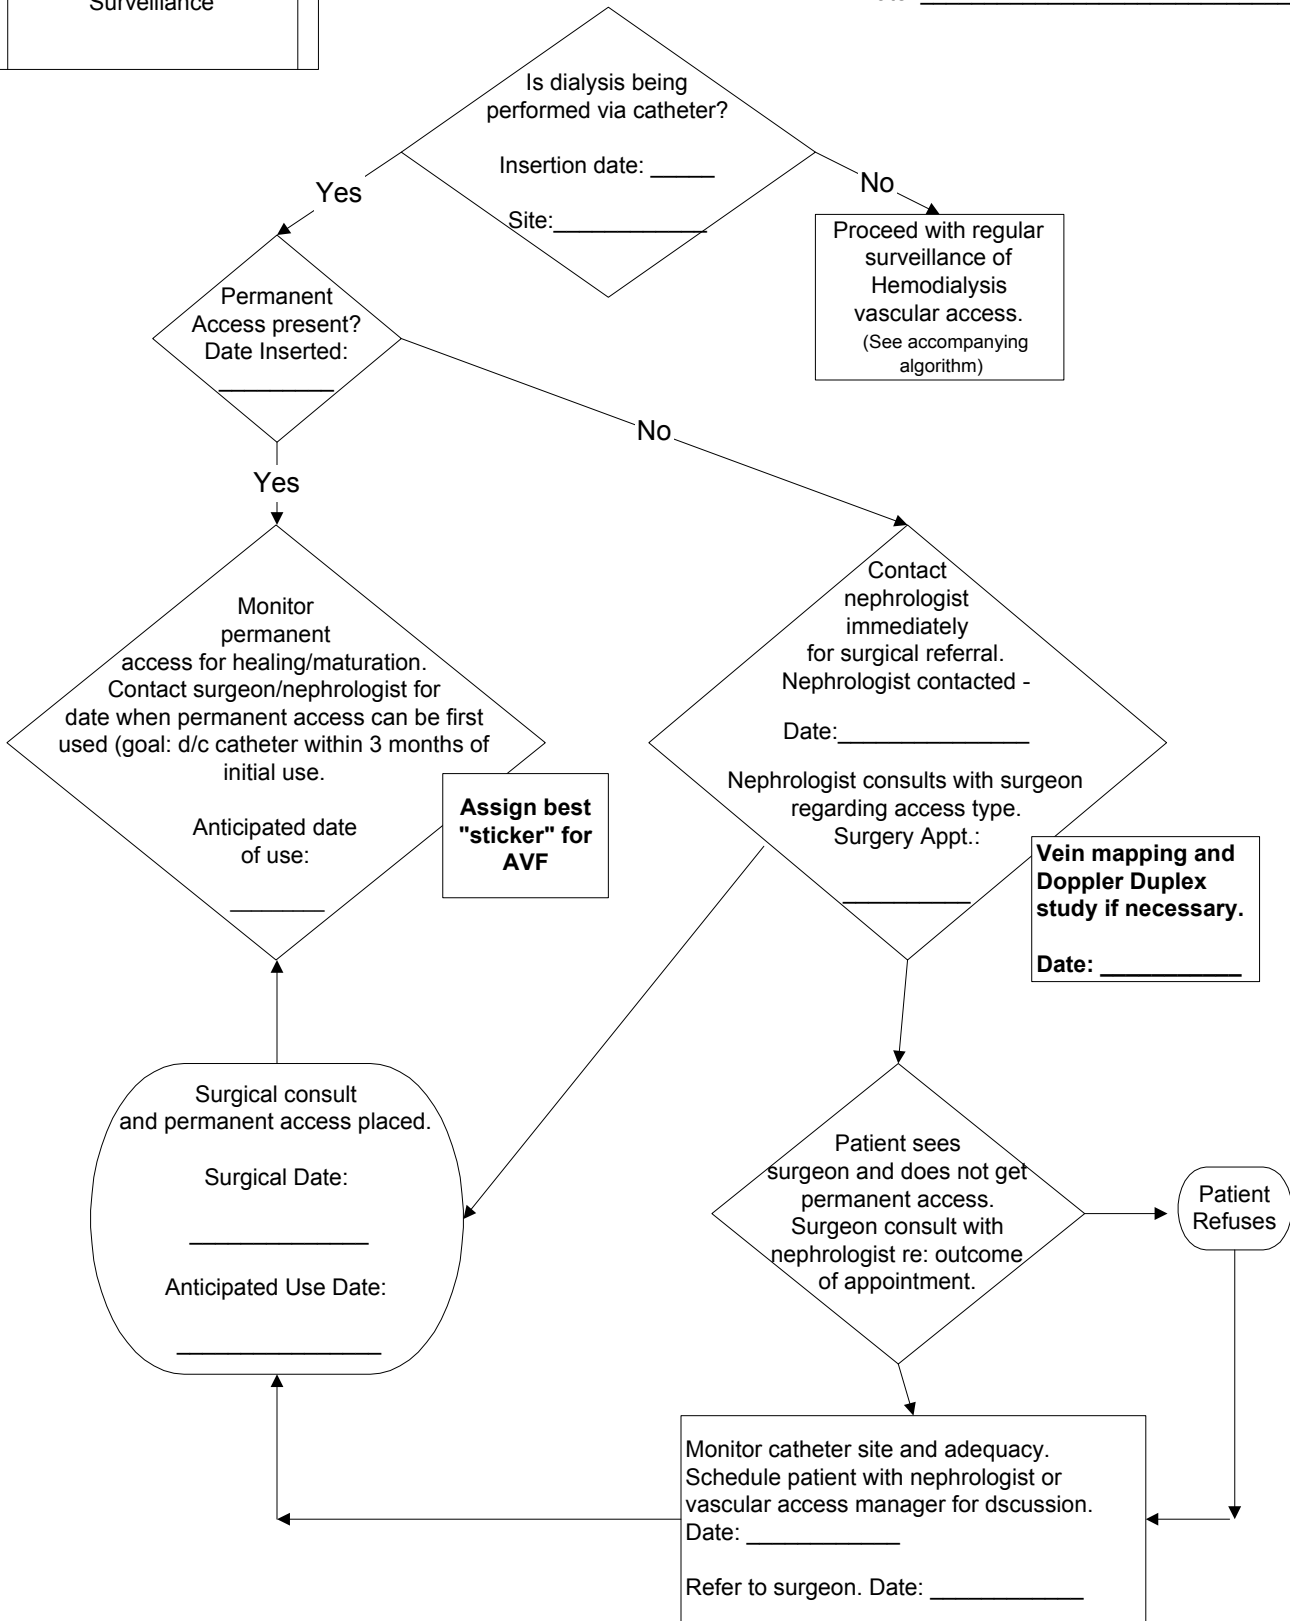 Surveillance
Is dialysis being
performed via catheter?
Insertion date: _____
Site:____________
Yes
No
Proceed with regular
surveillance of
Hemodialysis
vascular access.
(See accompanying
algorithm)
Permanent
Access present?
Date Inserted:
_________
No
Yes
Monitor
permanent
access for healing/maturation.
Contact surgeon/nephrologist for
date when permanent access can be first
used (goal: d/c catheter within 3 months of
initial use.
Anticipated date
of use:
_______
Assign best
"sticker" for
AVF
Contact
nephrologist
immediately
for surgical referral.
Nephrologist contacted -
Date:_______________
Nephrologist consults with surgeon
regarding access type.
Surgery Appt.:
__________
Vein mapping and
Doppler Duplex
study if necessary.
Date: ___________
Surgical consult
and permanent access placed.
Surgical Date:
______________
Anticipated Use Date:
________________
Patient sees
surgeon and does not get
permanent access.
Surgeon consult with
nephrologist re: outcome
of appointment.
Patient
Refuses
Monitor catheter site and adequacy.
Schedule patient with nephrologist or
vascular access manager for dscussion.
Date: ____________
Refer to surgeon. Date: ____________